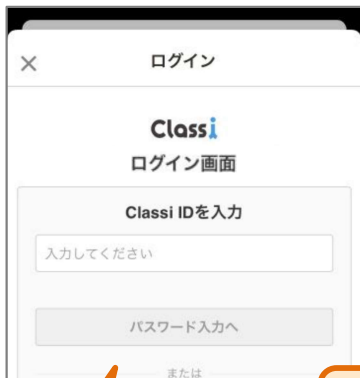 ×
ログイン
Classi
ログイン画面
Classi IDを入力
入力してください
パスワード入力へ
または